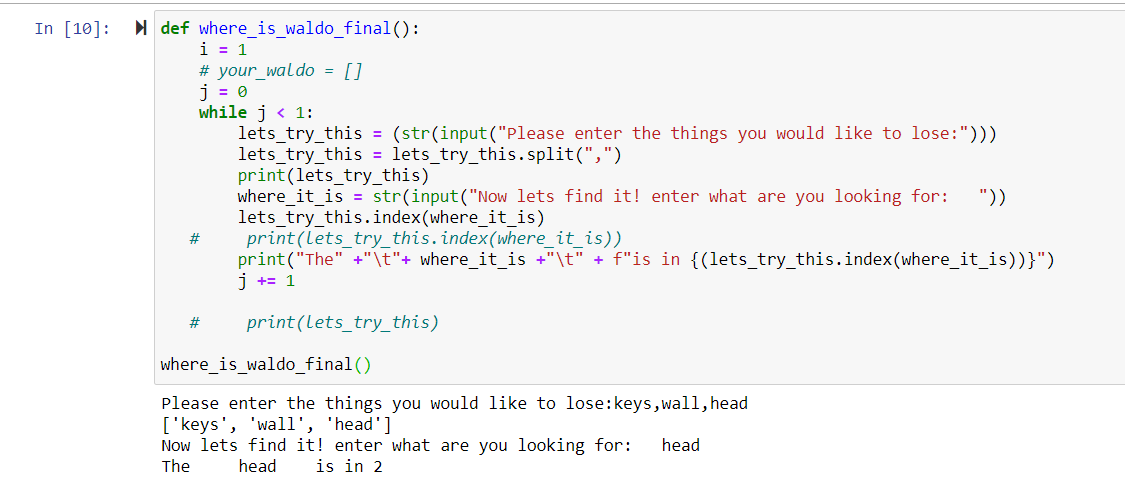 In [10]: def where_is_waldo_final():
    i = 1
    # your_waldo = []
    j = 0
    while j < 1:
        lets_try_this = (str(input("Please enter the things you would like to lose:")))
        lets_try_this = lets_try_this.split(",")
        print(lets_try_this)
        where_it_is = str(input("Now lets find it! enter what are you looking for:   "))
        lets_try_this.index(where_it_is)
   #     print(lets_try_this.index(where_it_is))
        print("The" +"\t"+ where_it_is +"\t" + f"is in {(lets_try_this.index(where_it_is))}")
        j += 1
   #     print(lets_try_this)
where_is_waldo_final()
Please enter the things you would like to lose:keys,wall,head
['keys', 'wall', 'head']
Now lets find it! enter what are you looking for:   head
The     head    is in 2